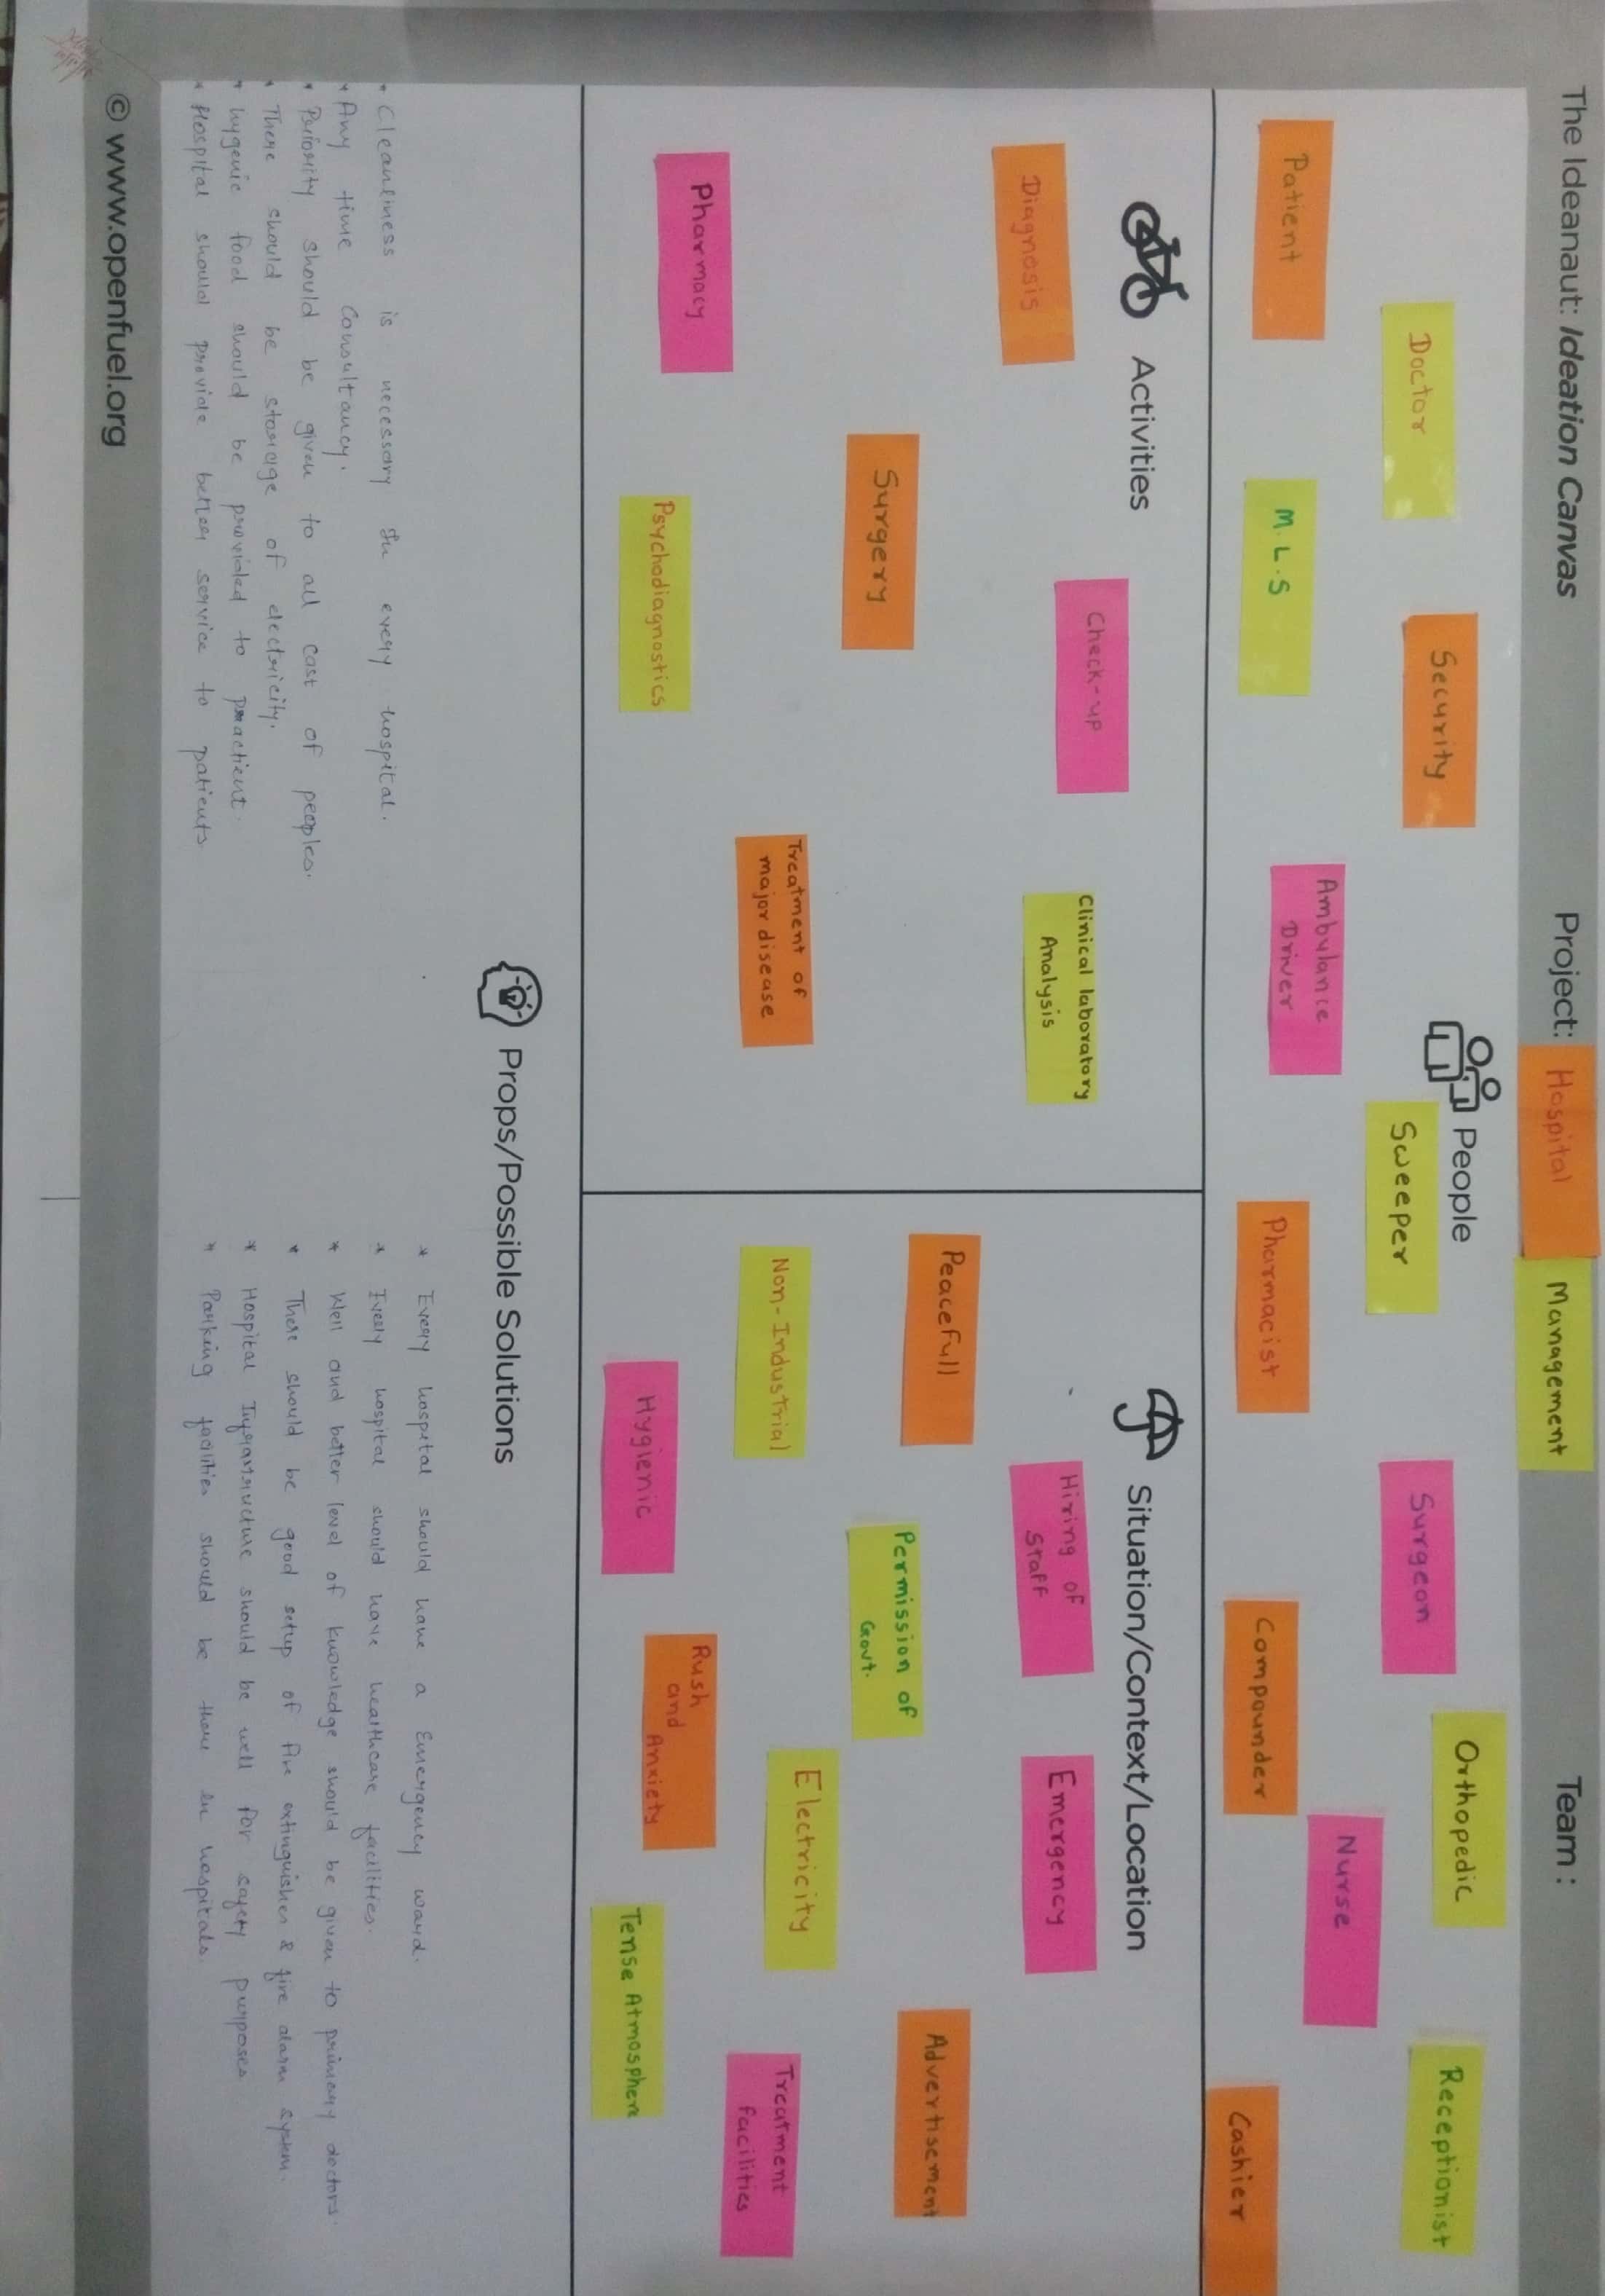 The Ideanaut: Ideation Canvas
Project: Hospital Management
Team :
People
Doctor
Security
Sweeper
Surgeon
Orthopedic
Receptionist
Patient
M.L.S
Ambulance
Driver
Pharmacist
Compounder
Nurse
Cashier
Activities
Diagnosis
Check-up
Clinical laboratory
Analysis
Surgery
Treatment of
major disease
Pharmacy
Psychodiagnostics
Situation/Context/Location
Peacefull
Hiring of
Staff
Emergency
Advertisement
Permission of
Govt.
Non-Industrial
Electricity
Treatment
facilities
Hygienic
Rush
and
Anxiety
Tense Atmosphere
Props/Possible Solutions
* Cleanliness is necessary In every hospital.
* Any time Consultancy.
* Periority should be given to all cast of peoples.
* There should be storage of electricity.
* hygenic food should be provided to practient.
* Hospital should provide better service to patients
* Every hospital should have a Emergency ward.
* Every hospital should have healthcare facilities.
* Well and better level of knowledge should be given to primary doctors.
* There should be good setup of fire extinguisher & fire alarm system.
* Hospital Infrastructure should be well for safety purposes
* Parking facilities should be there in hospitals.
© www.openfuel.org